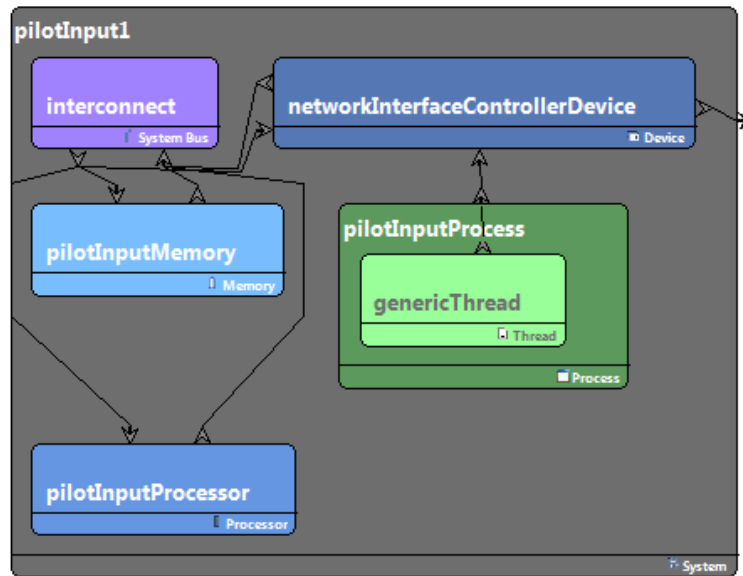 pilotInput1
interconnect
System Bus
networkInterfaceControllerDevice
Device
pilotInputMemory
Memory
pilotInputProcess
genericThread
Thread
Process
pilotInputProcessor
Processor
System